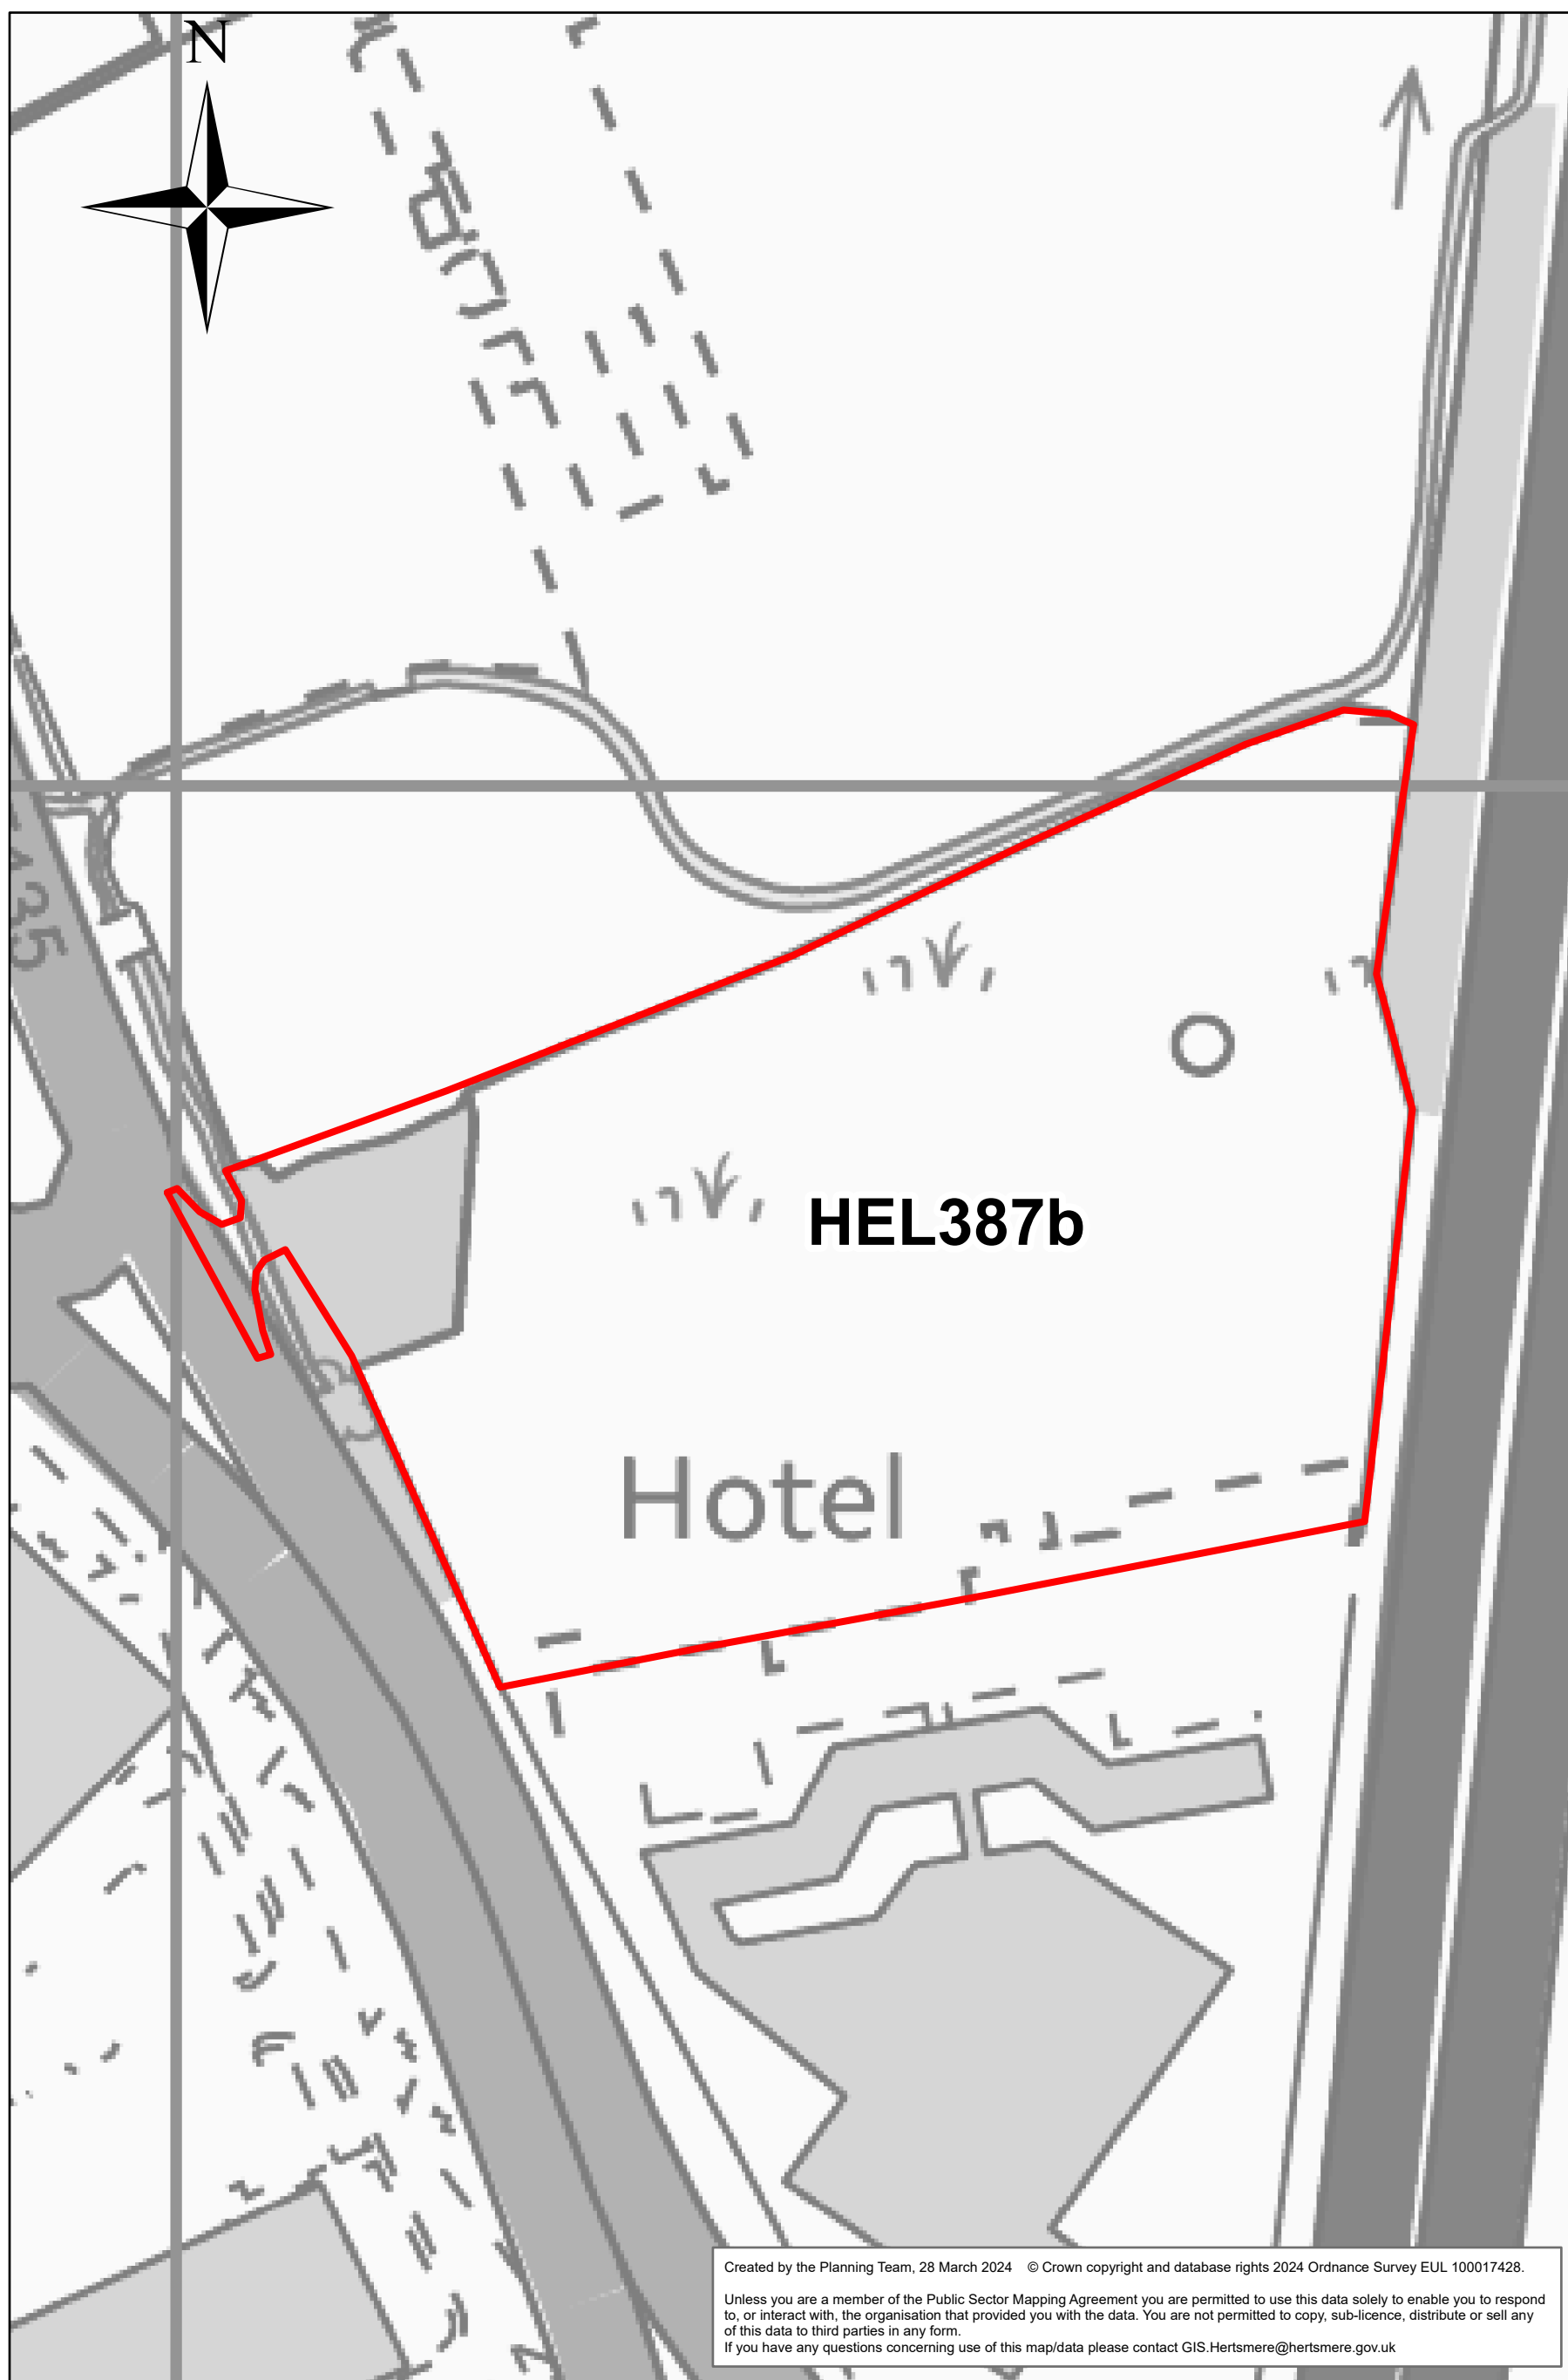 N
HEL387b
Hotel
Created by the Planning Team, 28 March 2024 © Crown copyright and database rights 2024 Ordnance Survey EUL 100017428.
Unless you are a member of the Public Sector Mapping Agreement you are permitted to use this data solely to enable you to respond
to, or interact with, the organisation that provided you with the data. You are not permitted to copy, sub-licence, distribute or sell any
of this data to third parties in any form.
If you have any questions concerning use of this map/data please contact GIS.Hertsmere@hertsmere.gov.uk